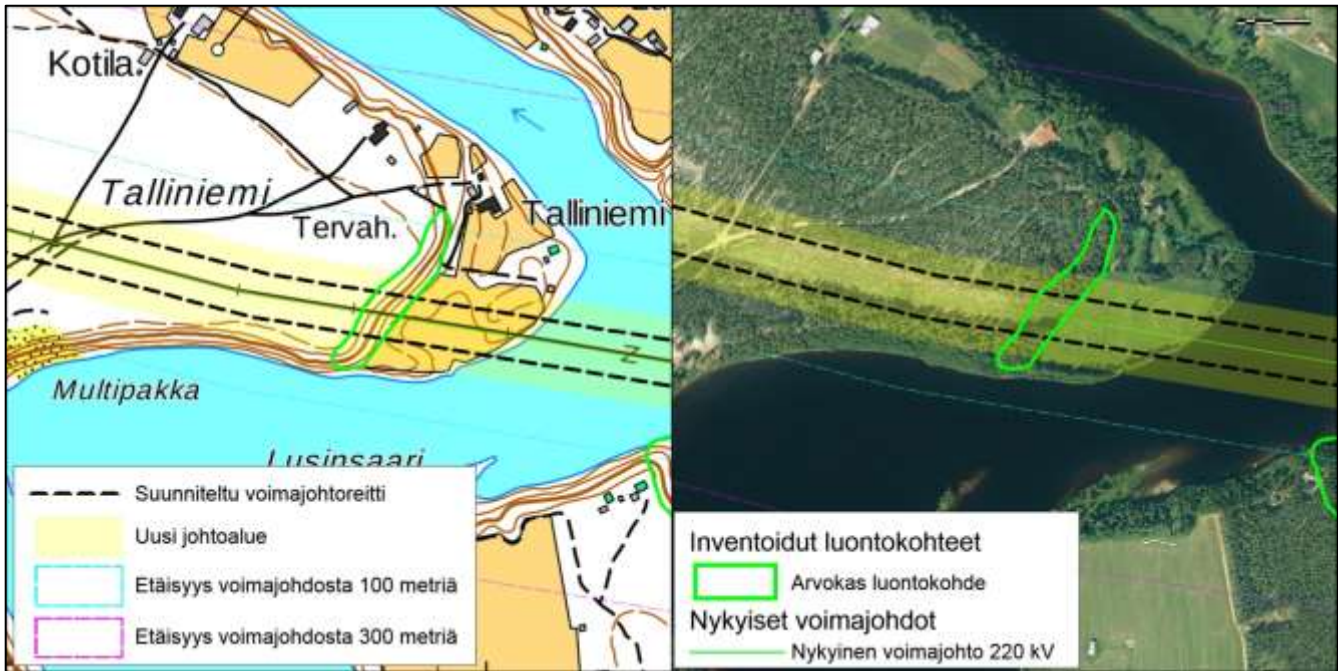 Kotila.
Talliniemi
Tervah.
Talliniemi
Multipakka
Lusinsaari
Z
Suunniteltu voimajohtoreitti
Uusi johtoalue
Etäisyys voimajohdosta 100 metriä
Etäisyys voimajohdosta 300 metriä
Inventoidut luontokohteet
Arvokas luontokohde
Nykyiset voimajohdot
Nykyinen voimajohto 220 kV